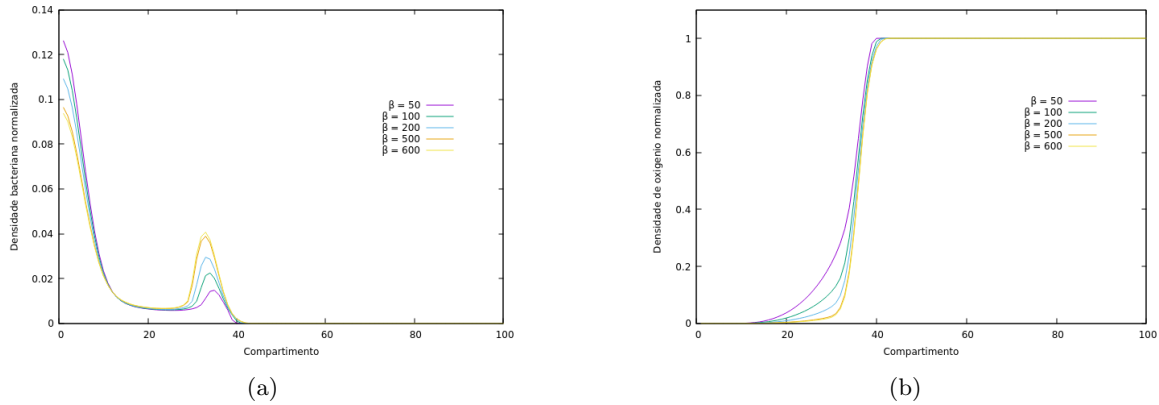 0.14
0.12
0.1
0.08
0.06
0.04
0.02
0
0 20 40 60 80 100
Densidade bacteriana normalizada
Compartimento
β = 50
β = 100
β = 200
β = 500
β = 600
(a)
1
0.8
0.6
0.4
0.2
0
0 20 40 60 80 100
Densidade de oxigenio normalizada
Compartimento
β = 50
β = 100
β = 200
β = 500
β = 600
(b)